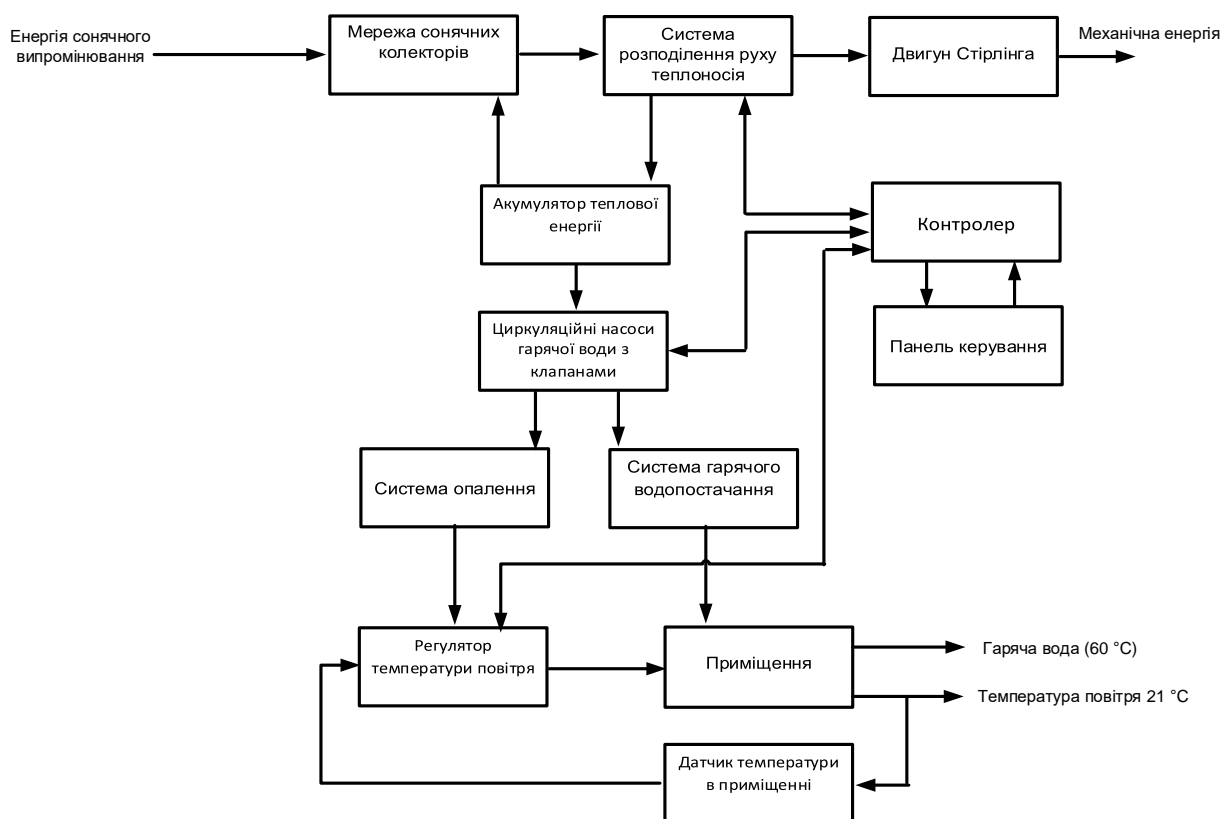 Енергія сонячного
випромінювання
Мережа сонячних
колекторів
Система
розподілення руху
теплоносія
Двигун Стірлінга
Механічна енергія
Акумулятор теплової
енергії
Контролер
Циркуляційні насоси
гарячої води з
клапанами
Панель керування
Система опалення
Система гарячого
водопостачання
Регулятор
температури повітря
Приміщення
Гаряча вода (60 °C)
Температура повітря 21 °C
Датчик температури
в приміщенні